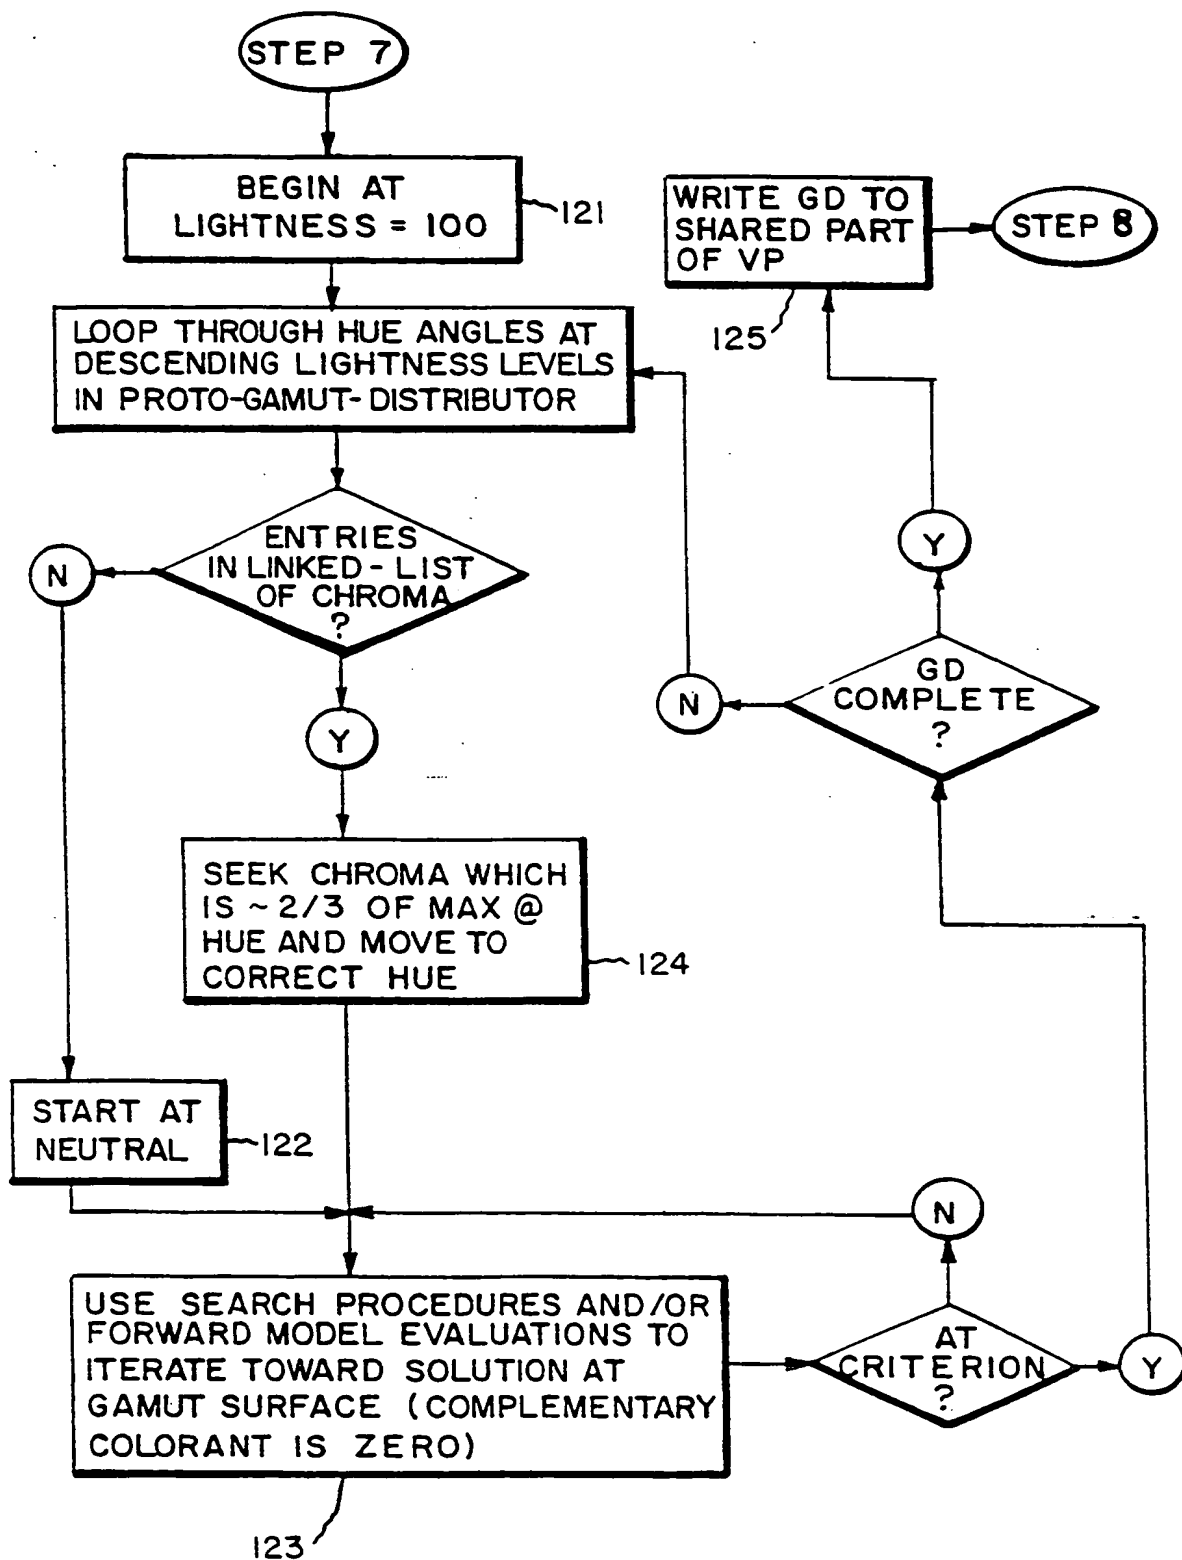 STEP 7
BEGIN AT
LIGHTNESS = 100
121
LOOP THROUGH HUE ANGLES AT
DESCENDING LIGHTNESS LEVELS
IN PROTO-GAMUT-DISTRIBUTOR
ENTRIES
IN LINKED-LIST
OF CHROMA
?
N
Y
SEEK CHROMA WHICH
IS ~ 2/3 OF MAX @
HUE AND MOVE TO
CORRECT HUE
124
START AT
NEUTRAL
122
USE SEARCH PROCEDURES AND/OR
FORWARD MODEL EVALUATIONS TO
ITERATE TOWARD SOLUTION AT
GAMUT SURFACE (COMPLEMENTARY
COLORANT IS ZERO)
123
AT
CRITERION
?
N
Y
GD
COMPLETE
?
N
Y
WRITE GD TO
SHARED PART
OF VP
125
STEP 8